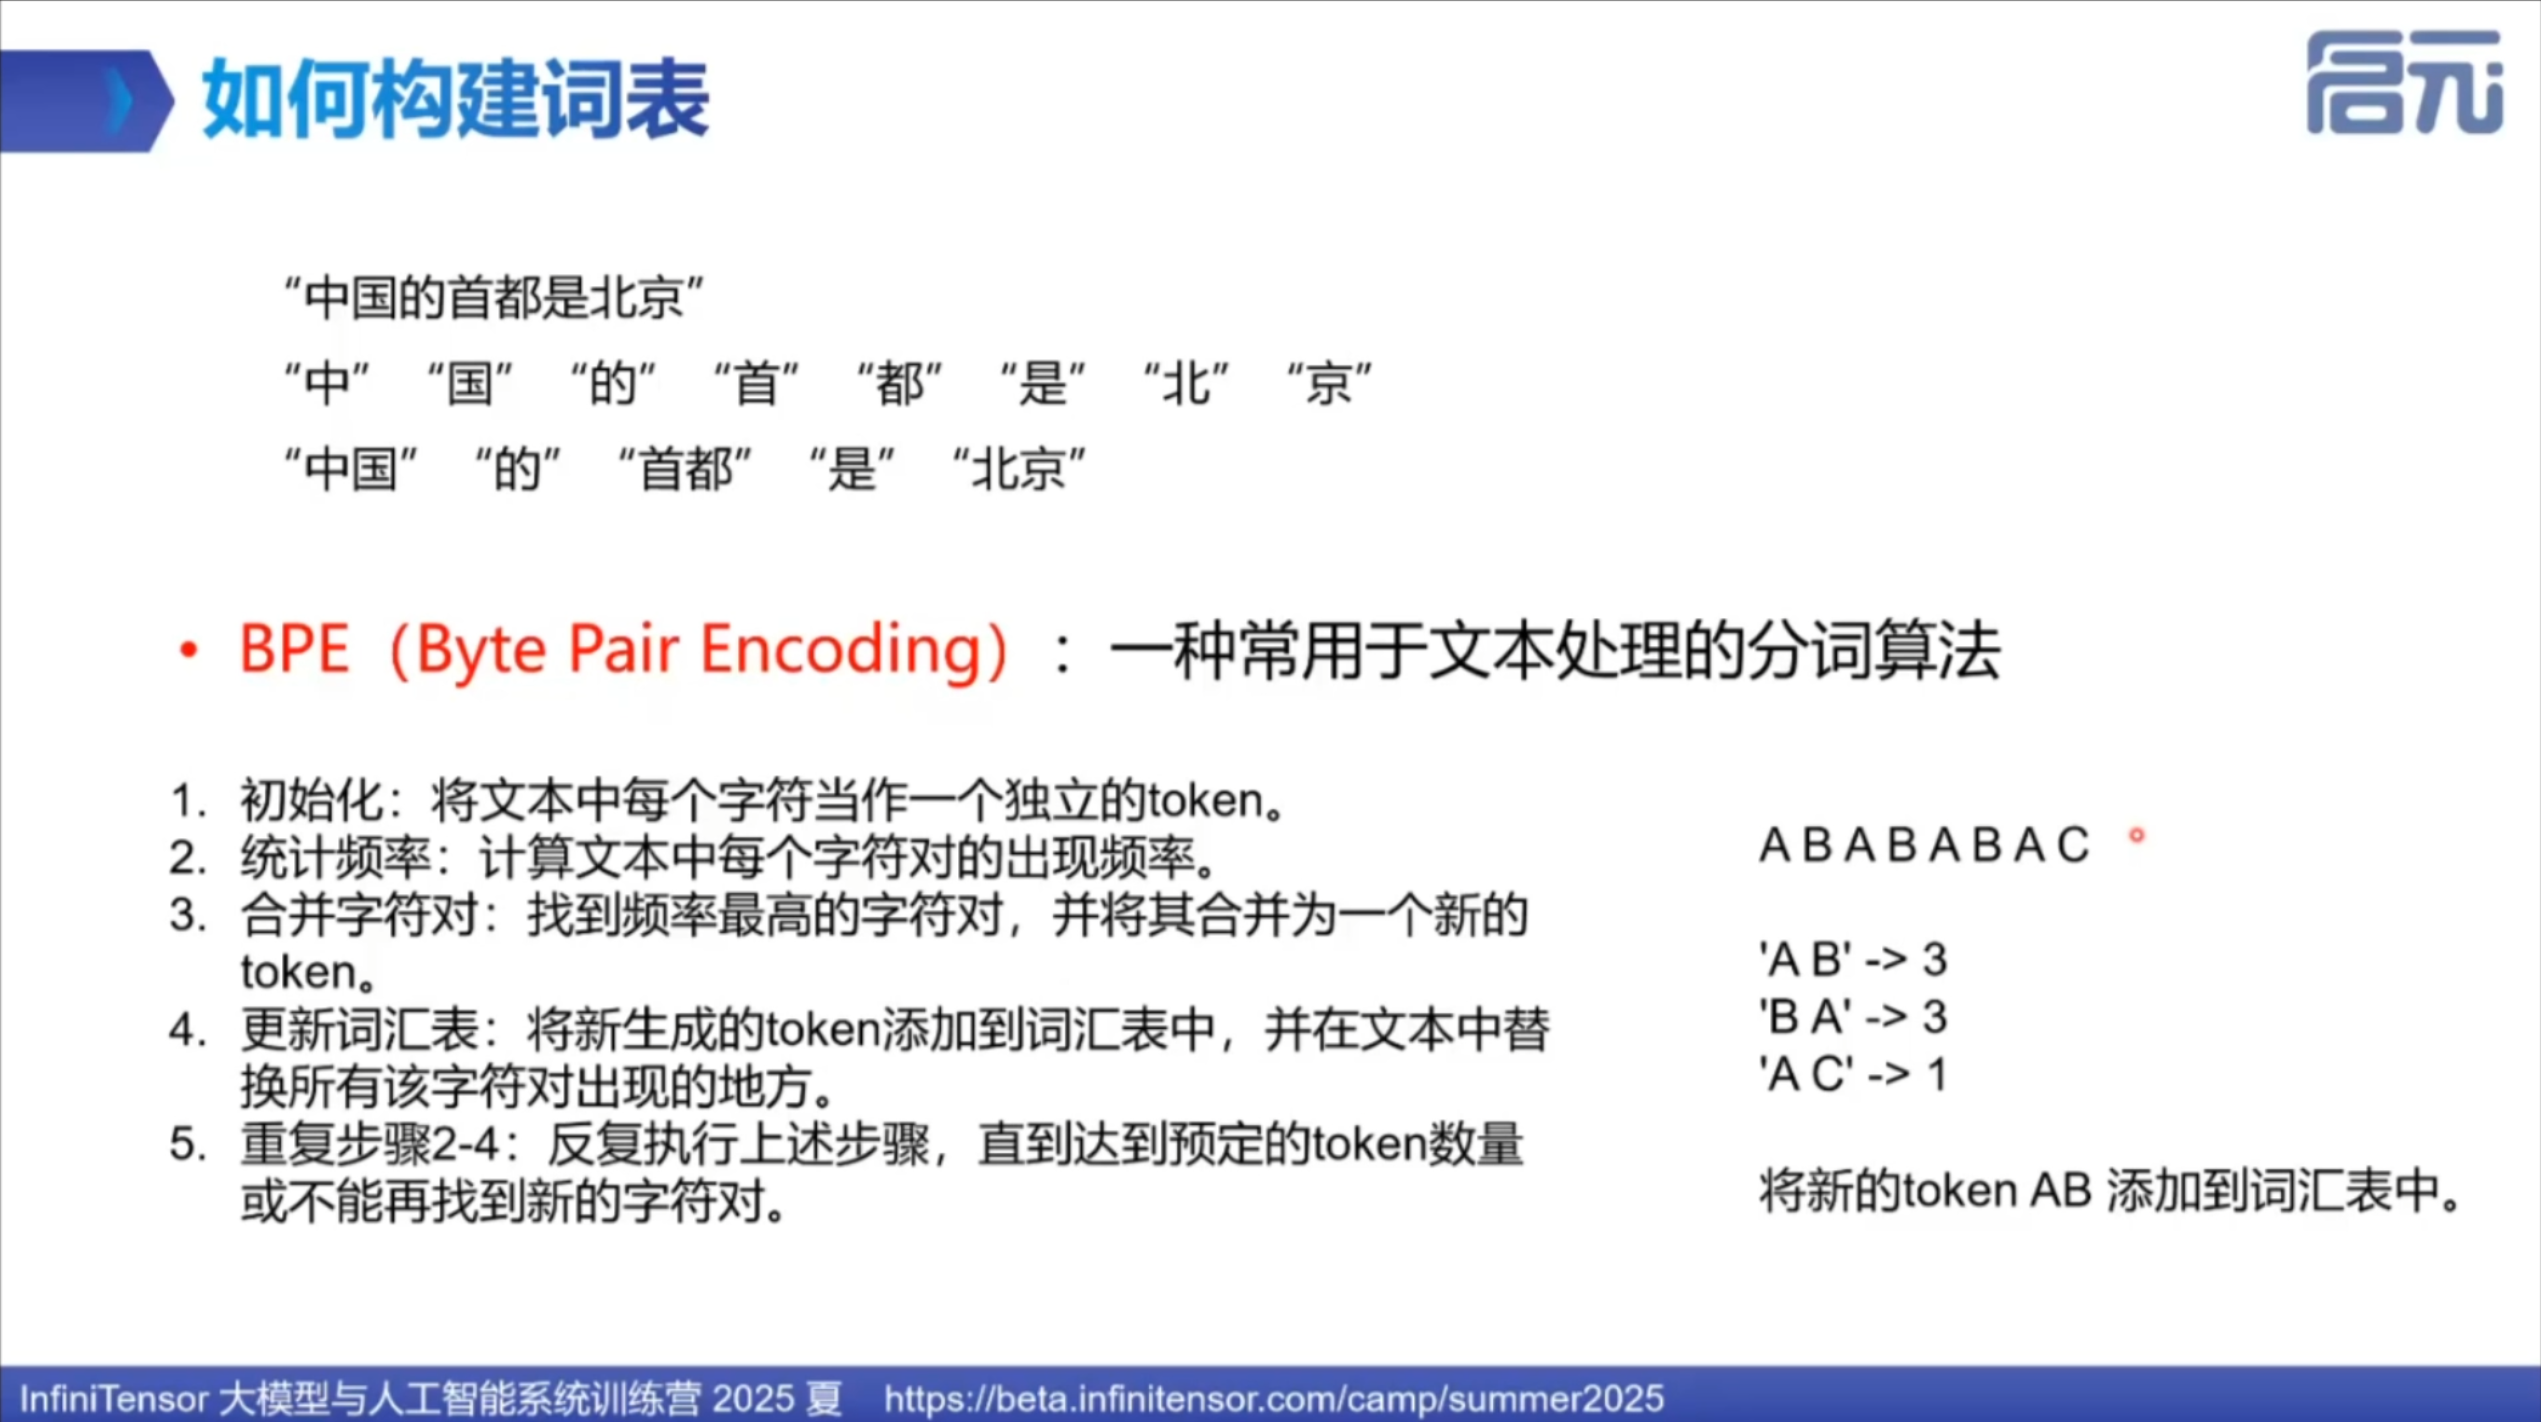 如何构建词表
启元
“中国的首都是北京”
“中” “国” “的” “首” “都” “是” “北” “京”
“中国” “的” “首都” “是” “北京”
• BPE（Byte Pair Encoding）：一种常用于文本处理的分词算法
1. 初始化：将文本中每个字符当作一个独立的token。
2. 统计频率：计算文本中每个字符对的出现频率。
3. 合并字符对：找到频率最高的字符对，并将其合并为一个新的
token。
4. 更新词汇表：将新生成的token添加到词汇表中，并在文本中替
换所有该字符对出现的地方。
5. 重复步骤2-4：反复执行上述步骤，直到达到预定的token数量
或不能再找到新的字符对。
A B A B A B A C
'A B' -> 3
'B A' -> 3
'A C' -> 1
将新的token AB 添加到词汇表中。
InfiniTensor 大模型与人工智能系统训练营 2025 夏 https://beta.infinitensor.com/camp/summer2025